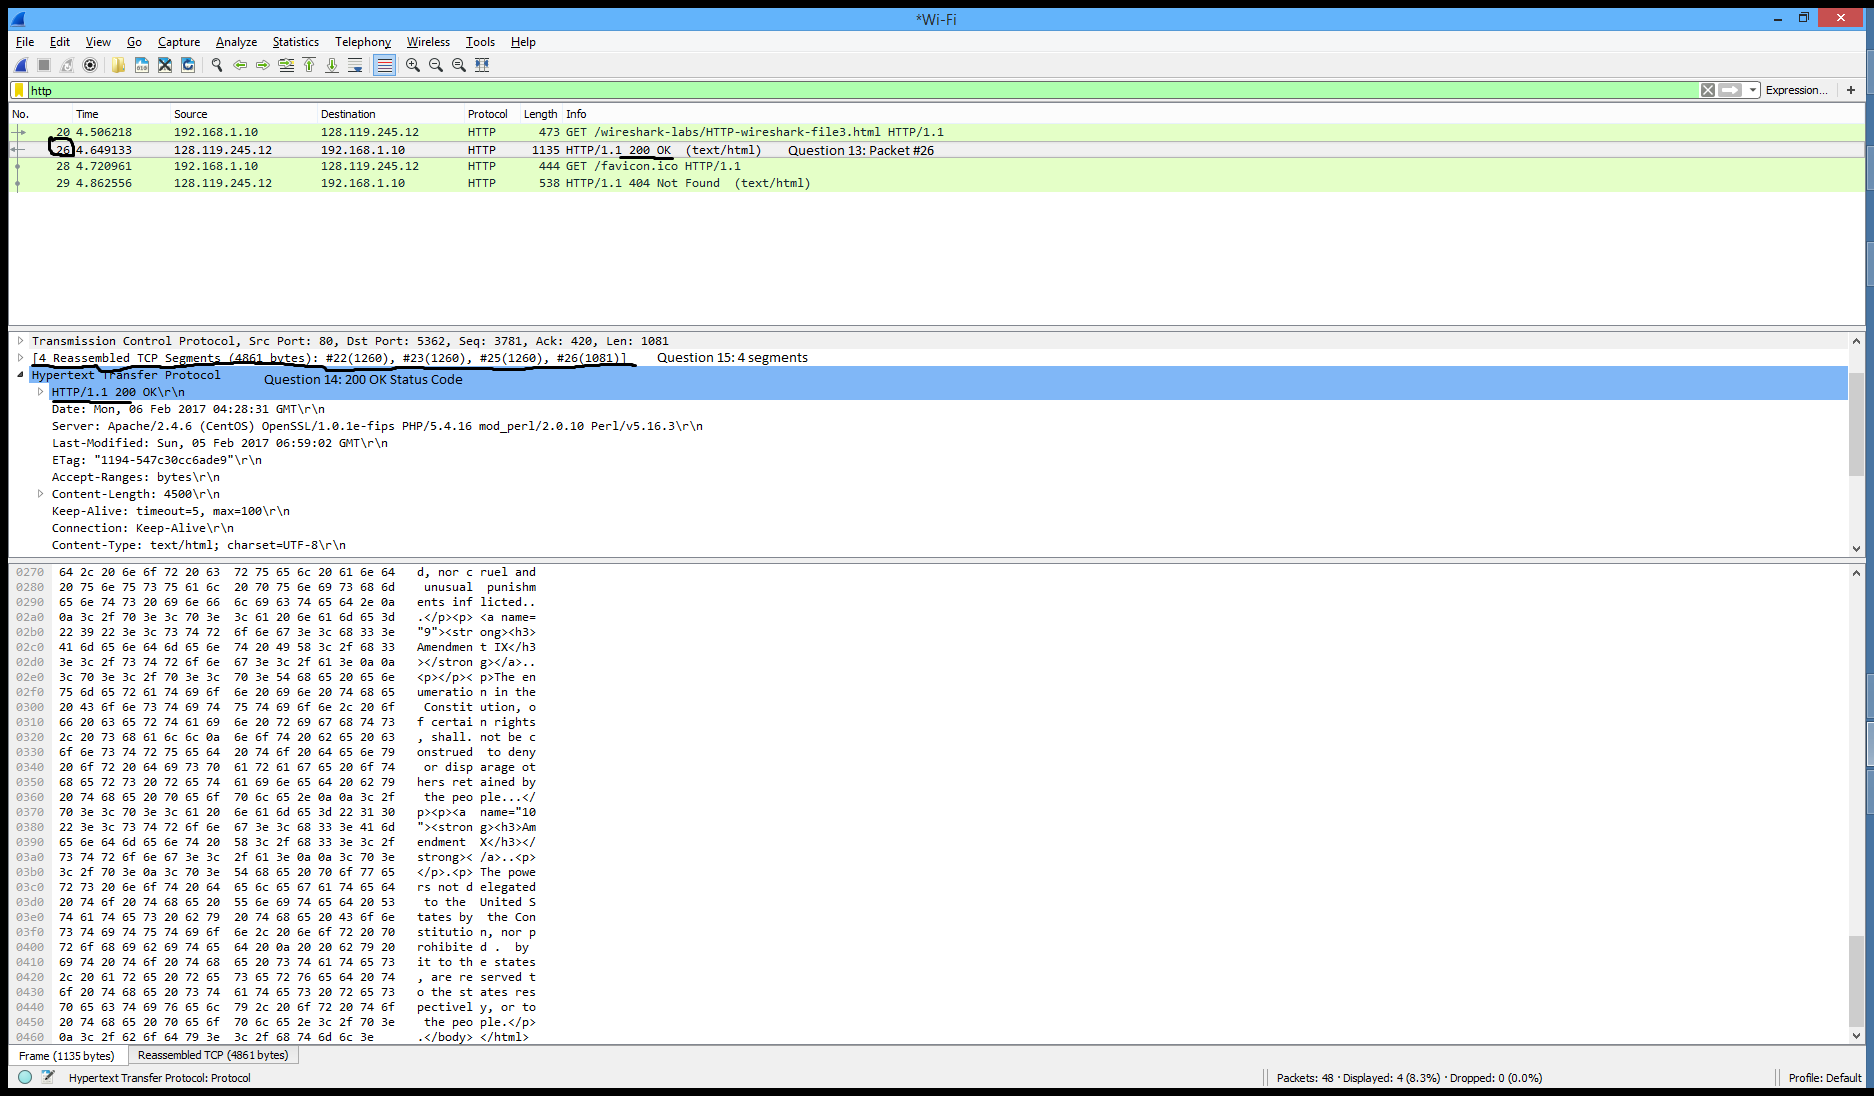 *Wi-Fi
File Edit View Go Capture Analyze Statistics Telephony Wireless Tools Help
http Expression... +
No. Time Source Destination Protocol Length Info
20 4.506218 192.168.1.10 128.119.245.12 HTTP 473 GET /wireshark-labs/HTTP-wireshark-file3.html HTTP/1.1
26 4.649133 128.119.245.12 192.168.1.10 HTTP 1135 HTTP/1.1 200 OK (text/html) Question 13: Packet #26
28 4.720961 192.168.1.10 128.119.245.12 HTTP 444 GET /favicon.ico HTTP/1.1
29 4.862556 128.119.245.12 192.168.1.10 HTTP 538 HTTP/1.1 404 Not Found (text/html)
Transmission Control Protocol, Src Port: 80, Dst Port: 5362, Seq: 3781, Ack: 420, Len: 1081
[4 Reassembled TCP Segments (4861 bytes): #22(1260), #23(1260), #25(1260), #26(1081)] Question 15: 4 segments
Hypertext Transfer Protocol Question 14: 200 OK Status Code
HTTP/1.1 200 OK\r\n
Date: Mon, 06 Feb 2017 04:28:31 GMT\r\n
Server: Apache/2.4.6 (CentOS) OpenSSL/1.0.1e-fips PHP/5.4.16 mod_perl/2.0.10 Perl/v5.16.3\r\n
Last-Modified: Sun, 05 Feb 2017 06:59:02 GMT\r\n
ETag: "1194-547c30cc6ade9"\r\n
Accept-Ranges: bytes\r\n
Content-Length: 4500\r\n
Keep-Alive: timeout=5, max=100\r\n
Connection: Keep-Alive\r\n
Content-Type: text/html; charset=UTF-8\r\n
0270 64 2c 20 6e 6f 72 20 63 72 75 65 6c 20 61 6e 64 d, nor c ruel and
0280 20 75 6e 75 73 75 61 6c 20 70 75 6e 69 73 68 6d unusual punishm
0290 65 6e 74 73 20 69 6e 66 6c 69 63 74 65 64 2e 0a ents inf licted..
02a0 0a 3c 2f 70 3e 3c 70 3e 3c 61 20 6e 61 6d 65 3d .</p><p> <a name=
02b0 22 39 22 3e 3c 73 74 72 6f 6e 67 3e 3c 68 33 3e "9"><str ong><h3>
02c0 41 6d 65 6e 64 6d 65 6e 74 20 49 58 3c 2f 68 33 Amendmen t IX</h3
02d0 3e 3c 2f 73 74 72 6f 6e 67 3e 3c 2f 61 3e 0a 0a ></stron g></a>..
02e0 3c 70 3e 3c 2f 70 3e 3c 70 3e 54 68 65 20 65 6e <p></p>< p>The en
02f0 75 6d 65 72 61 74 69 6f 6e 20 69 6e 20 74 68 65 umeratio n in the
0300 20 43 6f 6e 73 74 69 74 75 74 69 6f 6e 2c 20 6f Constit ution, o
0310 66 20 63 65 72 74 61 69 6e 20 72 69 67 68 74 73 f certai n rights
0320 2c 20 73 68 61 6c 6c 0a 6e 6f 74 20 62 65 20 63 , shall. not be c
0330 6f 6e 73 74 72 75 65 64 20 74 6f 20 64 65 6e 79 onstrued to deny
0340 20 6f 72 20 64 69 73 70 61 72 61 67 65 20 6f 74 or disp arage ot
0350 68 65 72 73 20 72 65 74 61 69 6e 65 64 20 62 79 hers ret ained by
0360 20 74 68 65 20 70 65 6f 70 6c 65 2e 0a 0a 3c 2f the peo ple...</
0370 70 3e 3c 70 3e 3c 61 20 6e 61 6d 65 3d 22 31 30 p><p><a name="10
0380 22 3e 3c 73 74 72 6f 6e 67 3e 3c 68 33 3e 41 6d "><stron g><h3>Am
0390 65 6e 64 6d 65 6e 74 20 58 3c 2f 68 33 3e 3c 2f endment X</h3></
03a0 73 74 72 6f 6e 67 3e 3c 2f 61 3e 0a 0a 3c 70 3e strong>< /a>..<p>
03b0 3c 2f 70 3e 0a 3c 70 3e 54 68 65 20 70 6f 77 65 </p>.<p> The powe
03c0 72 73 20 6e 6f 74 20 64 65 6c 65 67 61 74 65 64 rs not d elegated
03d0 20 74 6f 20 74 68 65 20 55 6e 69 74 65 64 20 53 to the United S
03e0 74 61 74 65 73 20 62 79 20 74 68 65 20 43 6f 6e tates by the Con
03f0 73 74 69 74 75 74 69 6f 6e 2c 20 6e 6f 72 20 70 stitutio n, nor p
0400 72 6f 68 69 62 69 74 65 64 20 0a 20 20 62 79 20 rohibite d . by
0410 69 74 20 74 6f 20 74 68 65 20 73 74 61 74 65 73 it to th e states
0420 2c 20 61 72 65 20 72 65 73 65 72 76 65 64 20 74 , are re served t
0430 6f 20 74 68 65 20 73 74 61 74 65 73 20 72 65 73 o the st ates res
0440 70 65 63 74 69 76 65 6c 79 2c 20 6f 72 20 74 6f pectivel y, or to
0450 20 74 68 65 20 70 65 6f 70 6c 65 2e 3c 2f 70 3e the peo ple.</p>
0460 0a 3c 2f 62 6f 64 79 3e 3c 2f 68 74 6d 6c 3e .</body> </html>
Frame (1135 bytes) Reassembled TCP (4861 bytes)
Hypertext Transfer Protocol: Protocol Packets: 48 · Displayed: 4 (8.3%) · Dropped: 0 (0.0%) Profile: Default